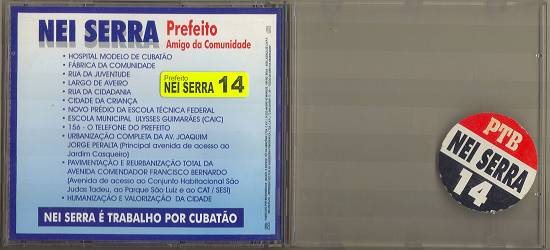 NEI SERRA Prefeito
Amigo da Comunidade
• HOSPITAL MODELO DE CUBATÃO
• FÁBRICA DA COMUNIDADE
• RUA DA JUVENTUDE
• LARGO DE AVEIRO
• RUA DA CIDADANIA
• CIDADE DA CRIANÇA
• NOVO PRÉDIO DA ESCOLA TÉCNICA FEDERAL
• ESCOLA MUNICIPAL ULYSSES GUIMARÃES (CAIC)
• 156 - O TELEFONE DO PREFEITO
• URBANIZAÇÃO COMPLETA DA AV. JOAQUIM
JORGE PERALTA (Principal avenida de acesso ao
Jardim Casqueiro)
• PAVIMENTAÇÃO E REURBANIZAÇÃO TOTAL DA
AVENIDA COMENDADOR FRANCISCO BERNARDO
(Avenida de acesso ao Conjunto Habitacional São
Judas Tadeu, ao Parque São Luiz e ao CAT / SESI)
• HUMANIZAÇÃO E VALORIZAÇÃO DA CIDADE
NEI SERRA É TRABALHO POR CUBATÃO
Prefeito
NEI SERRA 14
PTB
NEI SERRA
14